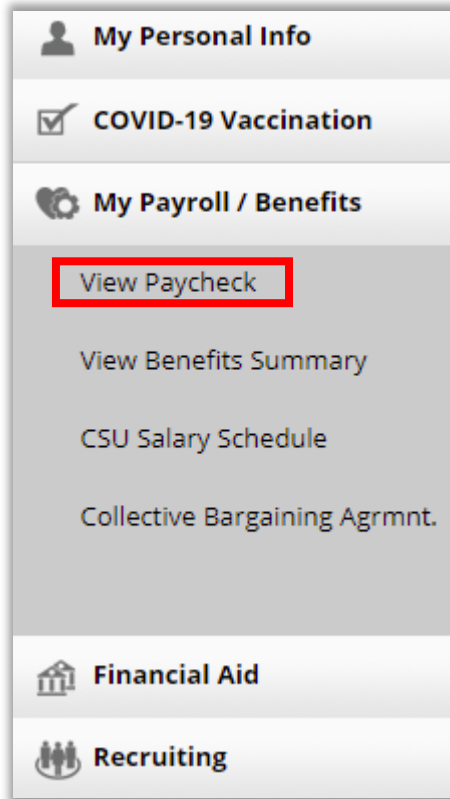 My Personal Info
COVID-19 Vaccination
My Payroll / Benefits
View Paycheck
View Benefits Summary
CSU Salary Schedule
Collective Bargaining Agrmnt.
Financial Aid
Recruiting